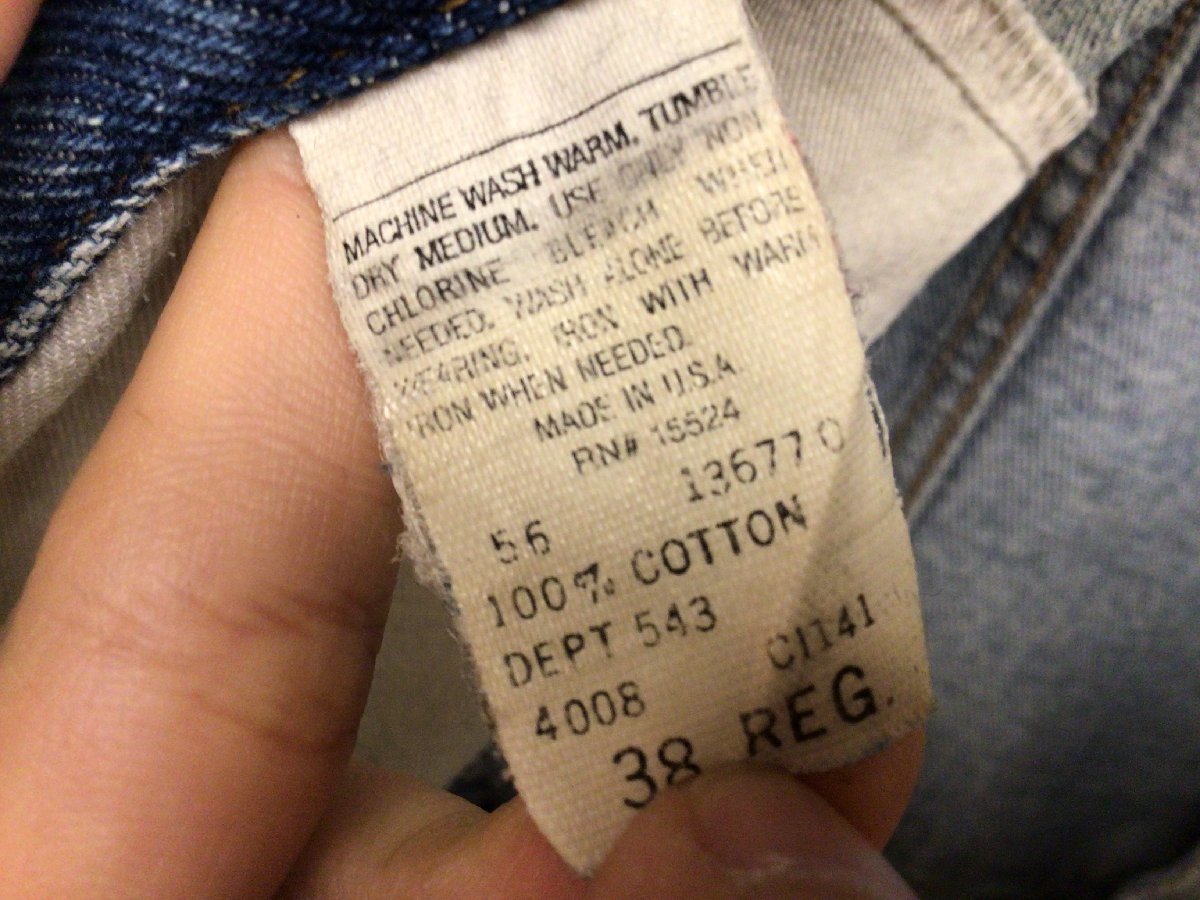 MACHINE WASH WARM. TUMBLE
DRY MEDIUM. USE ONLY NON
CHLORINE BLEACH WHEN
NEEDED. WASH ALONE BEFORE
WEARING. IRON WITH WARM
IRON WHEN NEEDED.
MADE IN U.S.A.
RN# 15524
56 13677 0
100% COTTON
DEPT 543
4008 CI141
38 REG.